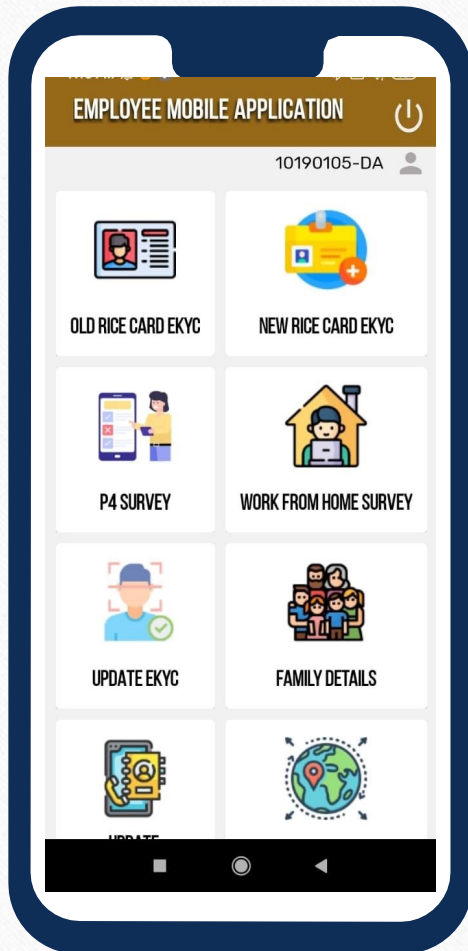 EMPLOYEE MOBILE APPLICATION
10190105-DA
OLD RICE CARD EKYC
NEW RICE CARD EKYC
P4 SURVEY
WORK FROM HOME SURVEY
UPDATE EKYC
FAMILY DETAILS